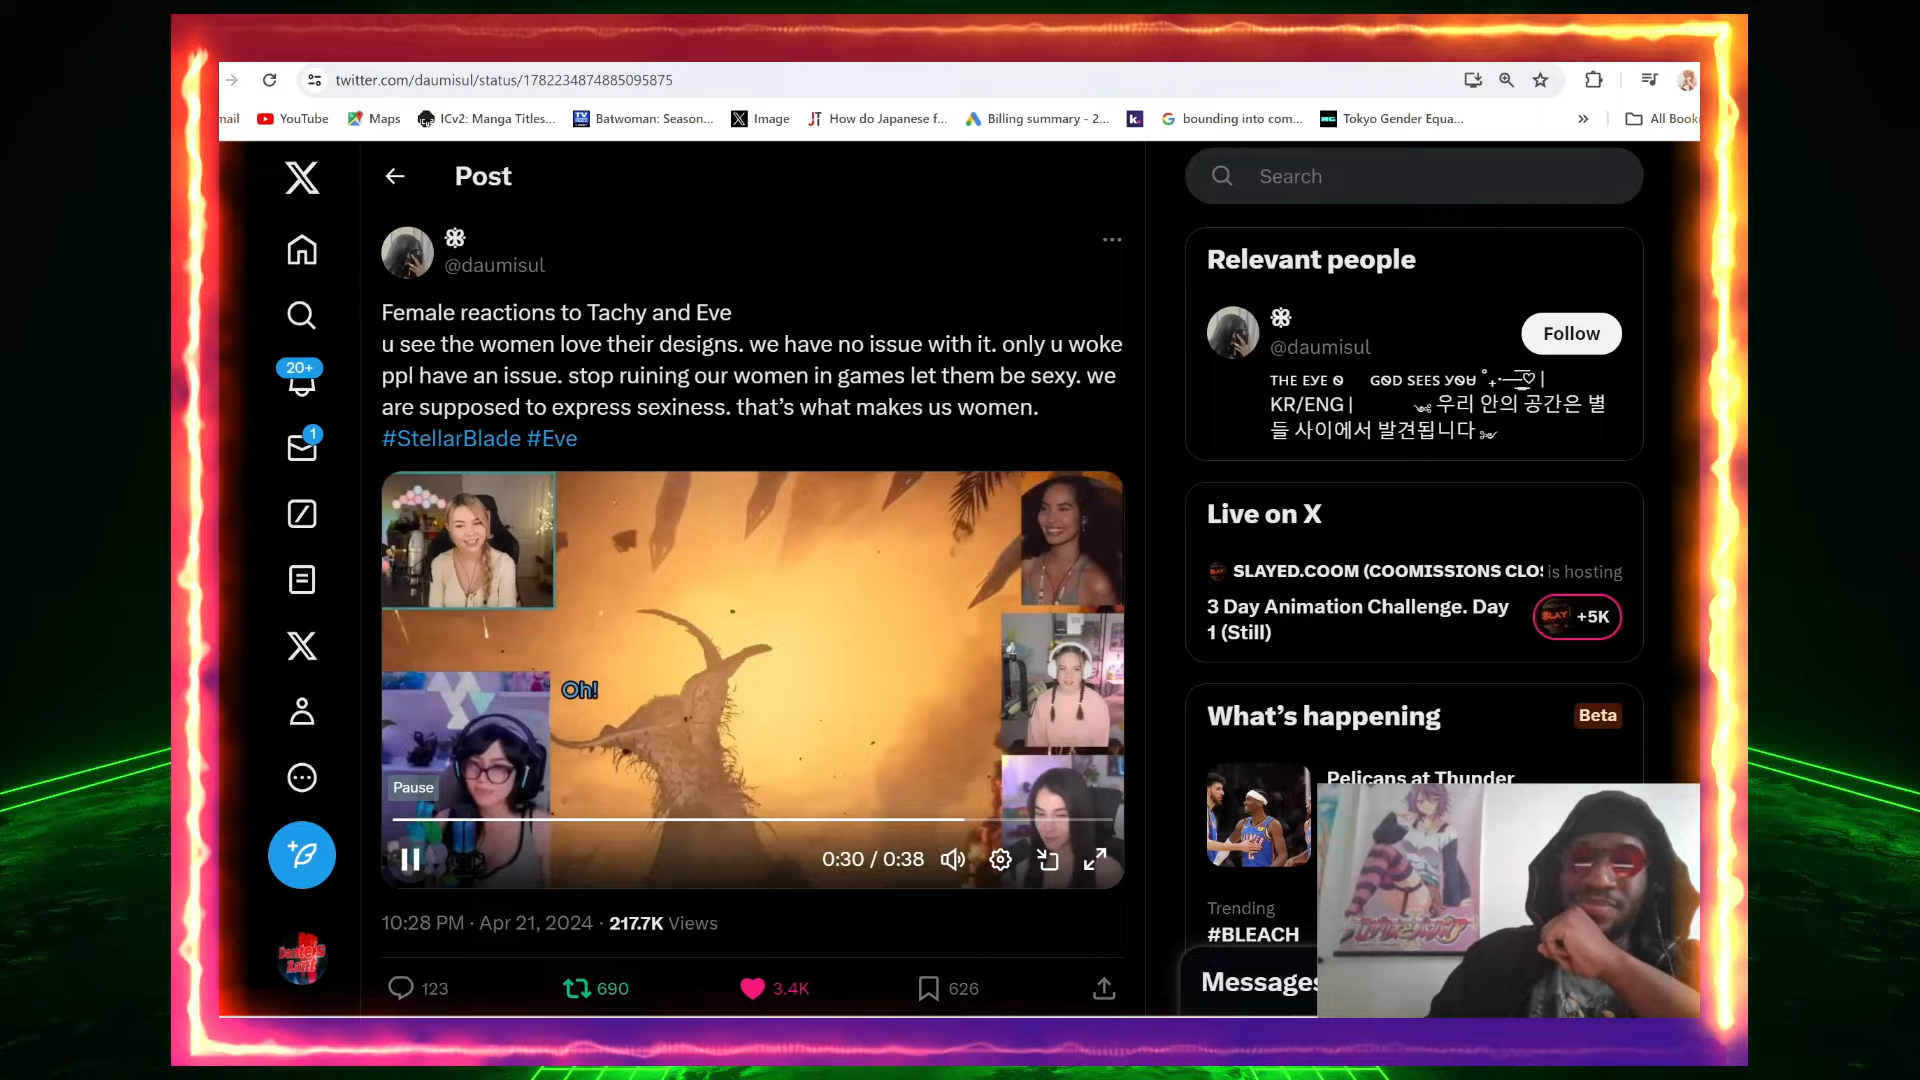 twitter.com/daumisul/status/1782234874885095875
mail
YouTube
Maps
ICv2: Manga Titles...
Batwoman: Season...
Image
How do Japanese f...
Billing summary - 2...
bounding into com...
Tokyo Gender Equa...
»
All Book
Post
Search
@daumisul
Female reactions to Tachy and Eve
u see the women love their designs. we have no issue with it. only u woke
ppl have an issue. stop ruining our women in games let them be sexy. we
are supposed to express sexiness. that’s what makes us women.
#StellarBlade #Eve
20+
1
Oh!
Pause
0:30 / 0:38
10:28 PM · Apr 21, 2024 · 217.7K Views
123
690
3.4K
626
Dante's
Rant
Relevant people
@daumisul
Follow
KR/ENG |
우리 안의 공간은 별
들 사이에서 발견됩니다
Live on X
SLAYED.COOM (COOMISSIONS CLO
is hosting
3 Day Animation Challenge. Day
1 (Still)
SLAY
+5K
What’s happening
Beta
Pelicans at Thunder
Trending
#BLEACH
Messages